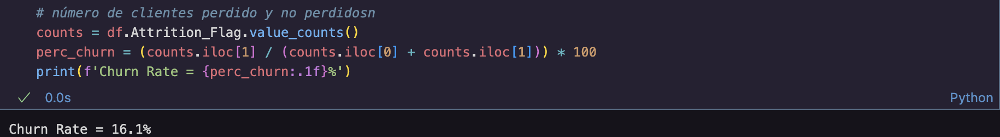 # número de clientes perdido y no perdidosn
counts = df.Attrition_Flag.value_counts()
perc_churn = (counts.iloc[1] / (counts.iloc[0] + counts.iloc[1])) * 100
print(f'Churn Rate = {perc_churn:.1f}%')
0.0s
Python
Churn Rate = 16.1%